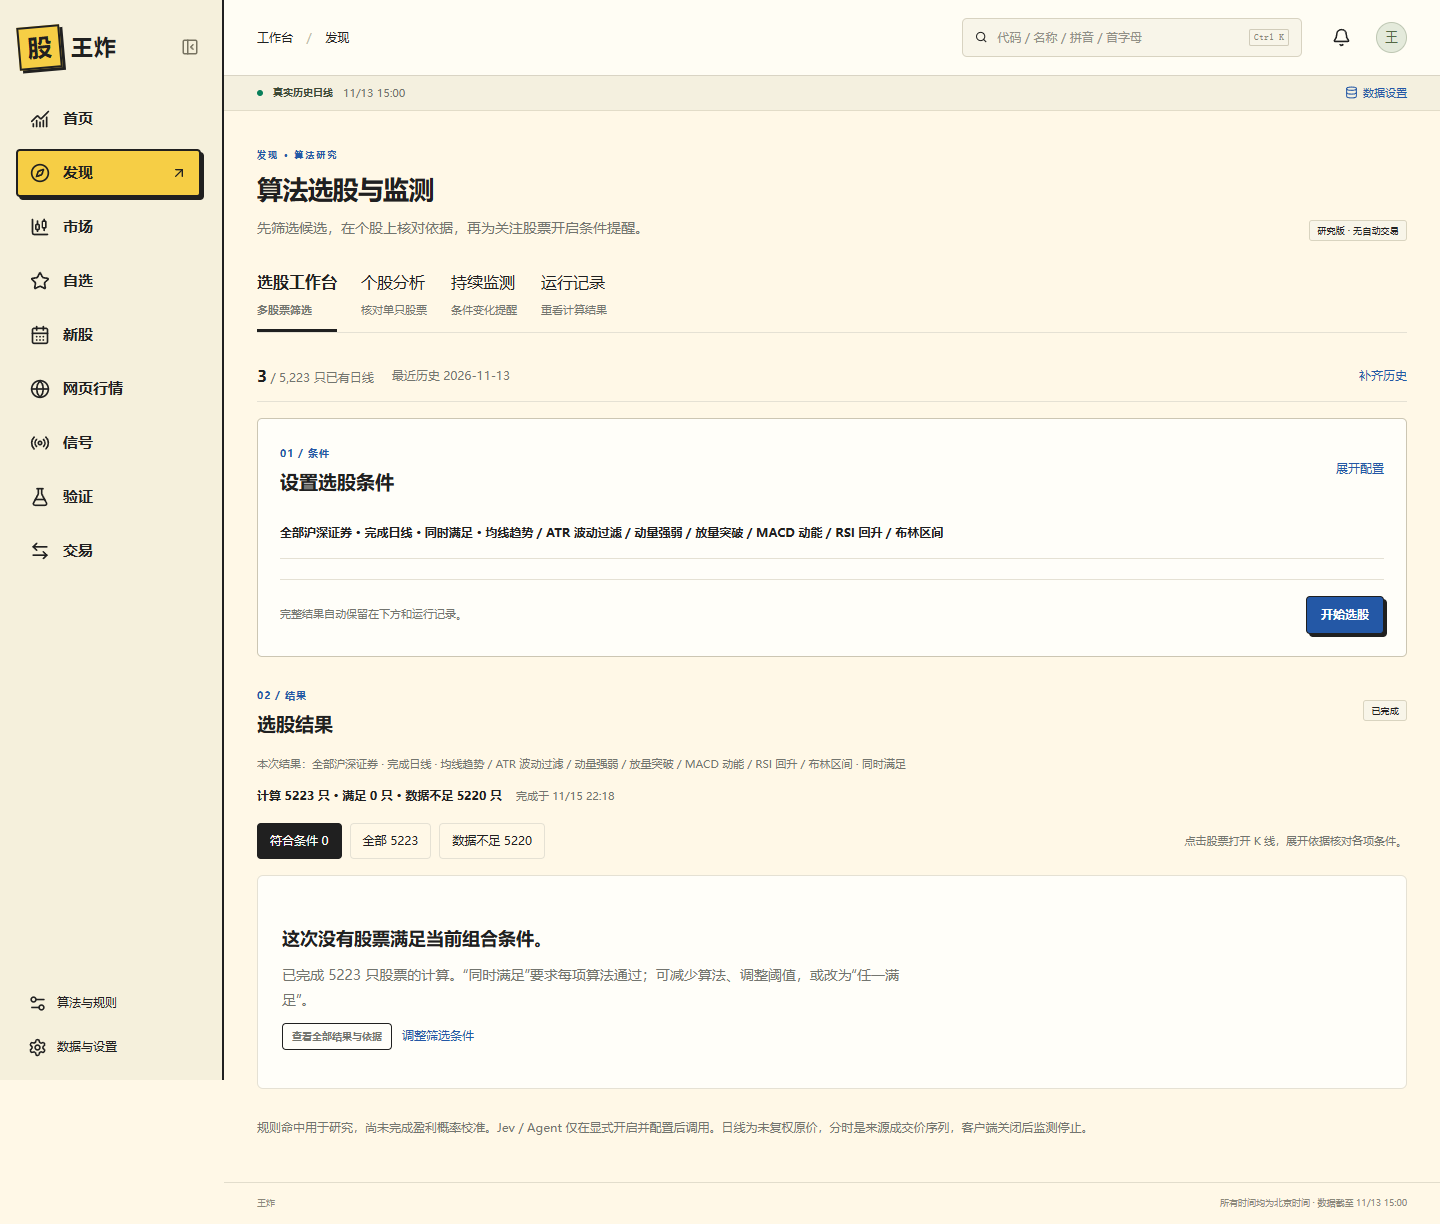 股 王炸
首页
发现
市场
自选
新股
网页行情
信号
验证
交易
算法与规则
数据与设置
工作台 / 发现
代码 / 名称 / 拼音 / 首字母 Ctrl K
王
真实历史日线 11/13 15:00
数据设置
发现 • 算法研究
算法选股与监测
先筛选候选，在个股上核对依据，再为关注股票开启条件提醒。
研究版 · 无自动交易
选股工作台 个股分析 持续监测 运行记录
多股票筛选 核对单只股票 条件变化提醒 重看计算结果
3 / 5,223 只已有日线 最近历史 2026-11-13
补齐历史
01 / 条件
设置选股条件
展开配置
全部沪深证券 • 完成日线 • 同时满足 • 均线趋势 / ATR 波动过滤 / 动量强弱 / 放量突破 / MACD 动能 / RSI 回升 / 布林区间
完整结果自动保留在下方和运行记录。
开始选股
02 / 结果
选股结果
已完成
本次结果：全部沪深证券 · 完成日线 · 均线趋势 / ATR 波动过滤 / 动量强弱 / 放量突破 / MACD 动能 / RSI 回升 / 布林区间 · 同时满足
计算 5223 只 • 满足 0 只 • 数据不足 5220 只 完成于 11/15 22:18
符合条件 0 全部 5223 数据不足 5220
点击股票打开 K 线，展开依据核对各项条件。
这次没有股票满足当前组合条件。
已完成 5223 只股票的计算。“同时满足”要求每项算法通过；可减少算法、调整阈值，或改为“任一满
足”。
查看全部结果与依据 调整筛选条件
规则命中用于研究，尚未完成盈利概率校准。Jev / Agent 仅在显式开启并配置后调用。日线为未复权原价，分时是来源成交价序列，客户端关闭后监测停止。
王炸
所有时间均为北京时间 · 数据截至 11/13 15:00